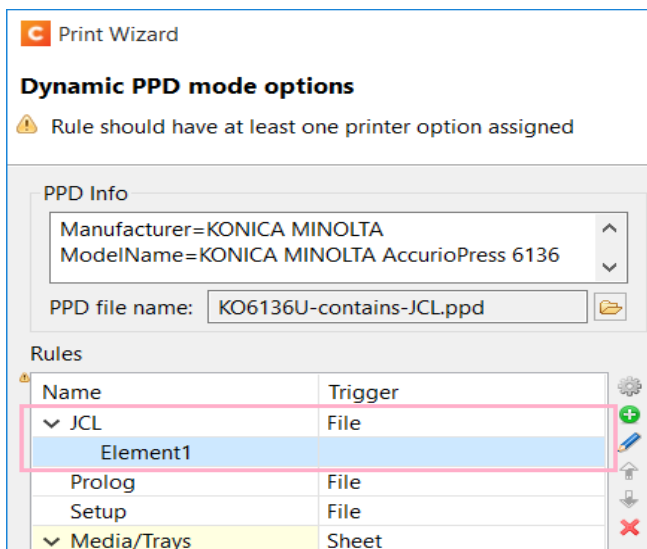 C Print Wizard
Dynamic PPD mode options
Rule should have at least one printer option assigned
PPD Info
Manufacturer=KONICA MINOLTA
ModelName=KONICA MINOLTA AccurioPress 6136
PPD file name: KO6136U-contains-JCL.ppd
Rules
Name Trigger
JCL File
Element1
Prolog File
Setup File
Media/Trays Sheet